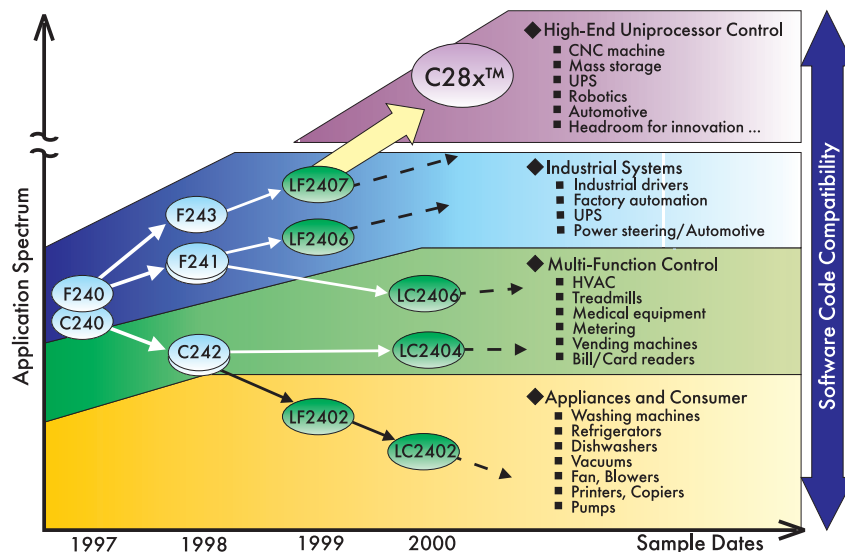 Application Spectrum
High-End Uniprocessor Control
CNC machine
Mass storage
UPS
Robotics
Automotive
Headroom for innovation ...
C28x™
Industrial Systems
Industrial drivers
Factory automation
UPS
Power steering/Automotive
LF2407
F243
LF2406
F241
F240
C240
Multi-Function Control
HVAC
Treadmills
Medical equipment
Metering
Vending machines
Bill/Card readers
LC2406
C242
LC2404
Appliances and Consumer
Washing machines
Refrigerators
Dishwashers
Vacuums
Fan, Blowers
Printers, Copiers
Pumps
LF2402
LC2402
Software Code Compatibility
1997
1998
1999
2000
Sample Dates